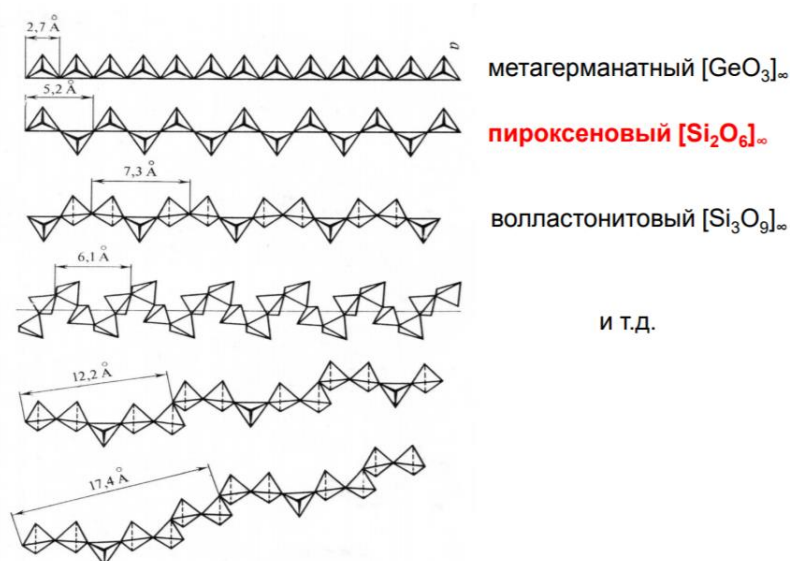 2,7 Å
a
метагерманатный [GeO₃]∞
5,2 Å
пироксеновый [Si₂O₆]∞
7,3 Å
волластонитовый [Si₃O₉]∞
6,1 Å
и т.д.
12,2 Å
17,4 Å